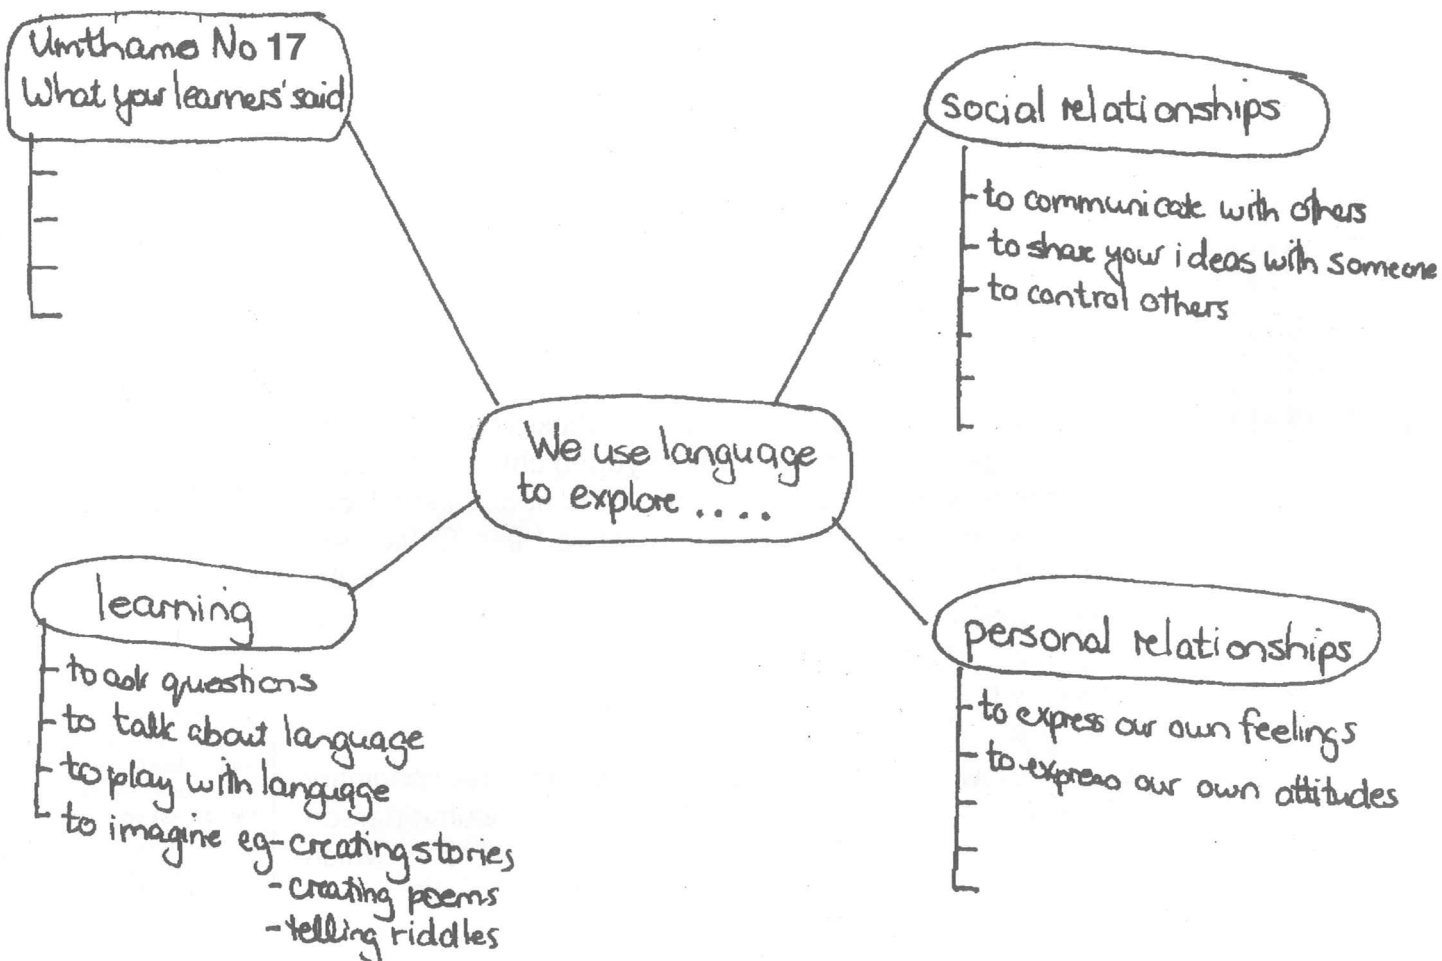 Umthamo No 17
What your learners' said
social relationships
- to communicate with others
- to share your ideas with someone
- to control others
We use language
to explore ....
learning
- to ask questions
- to talk about language
- to play with language
- to imagine eg - creating stories
- creating poems
- telling riddles
personal relationships
- to express our own feelings
- to express our own attitudes